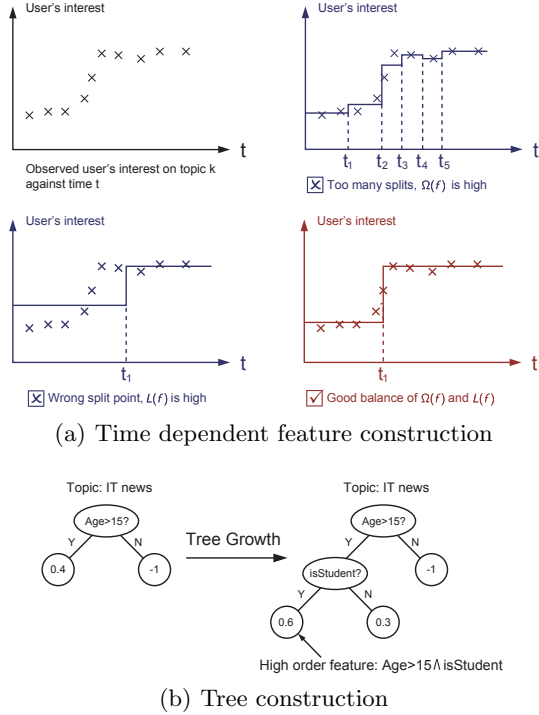 User's interest
t
Observed user's interest on topic k
against time t
User's interest
t
t₁ t₂ t₃ t₄ t₅
Too many splits, Ω(f) is high
User's interest
t
t₁
Wrong split point, L(f) is high
User's interest
t
t₁
Good balance of Ω(f) and L(f)
(a) Time dependent feature construction
Topic: IT news
Age>15?
Y N
0.4 -1
Tree Growth
Topic: IT news
Age>15?
Y N
isStudent? -1
Y N
0.6 0.3
High order feature: Age>15 /\ isStudent
(b) Tree construction